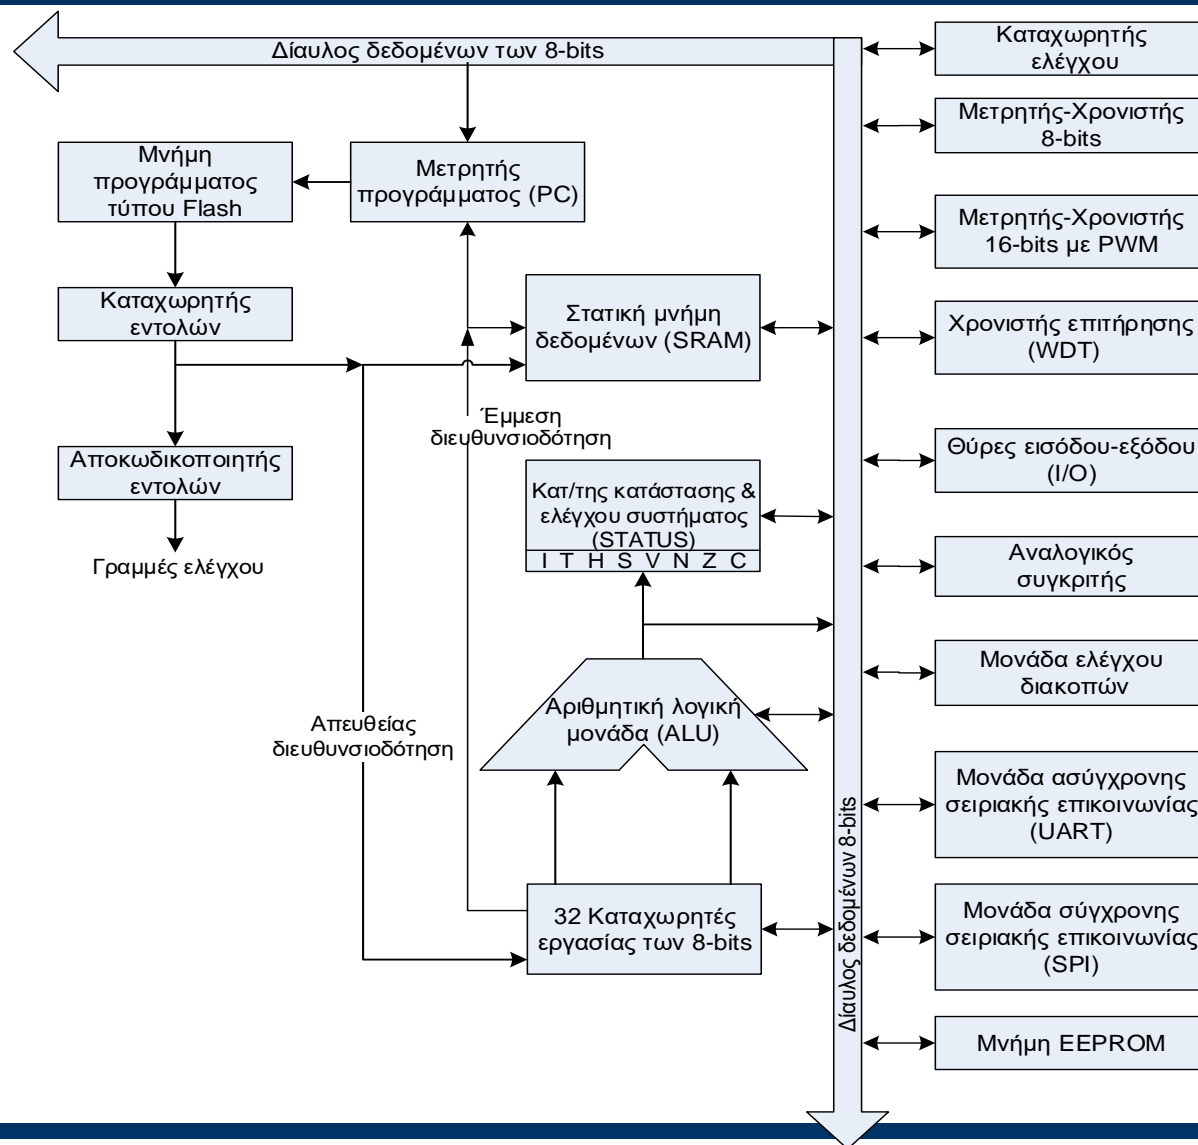 Δίαυλος δεδομένων των 8-bits
Καταχωρητής
ελέγχου
Μετρητής-Χρονιστής
8-bits
Μνήμη
προγράμματος
τύπου Flash
Μετρητής
προγράμματος (PC)
Μετρητής-Χρονιστής
16-bits με PWM
Καταχωρητής
εντολών
Στατική μνήμη
δεδομένων (SRAM)
Χρονιστής επιτήρησης
(WDT)
Έμμεση
διευθυνσιοδότηση
Αποκωδικοποιητής
εντολών
Θύρες εισόδου-εξόδου
(I/O)
Κατ/της κατάστασης &
ελέγχου συστήματος
(STATUS)
I T H S V N Z C
Γραμμές ελέγχου
Αναλογικός
συγκριτής
Μονάδα ελέγχου
διακοπών
Αριθμητική λογική
μονάδα (ALU)
Απευθείας
διευθυνσιοδότηση
Μονάδα ασύγχρονης
σειριακής επικοινωνίας
(UART)
Δίαυλος δεδομένων 8-bits
32 Καταχωρητές
εργασίας των 8-bits
Μονάδα σύγχρονης
σειριακής επικοινωνίας
(SPI)
Μνήμη EEPROM